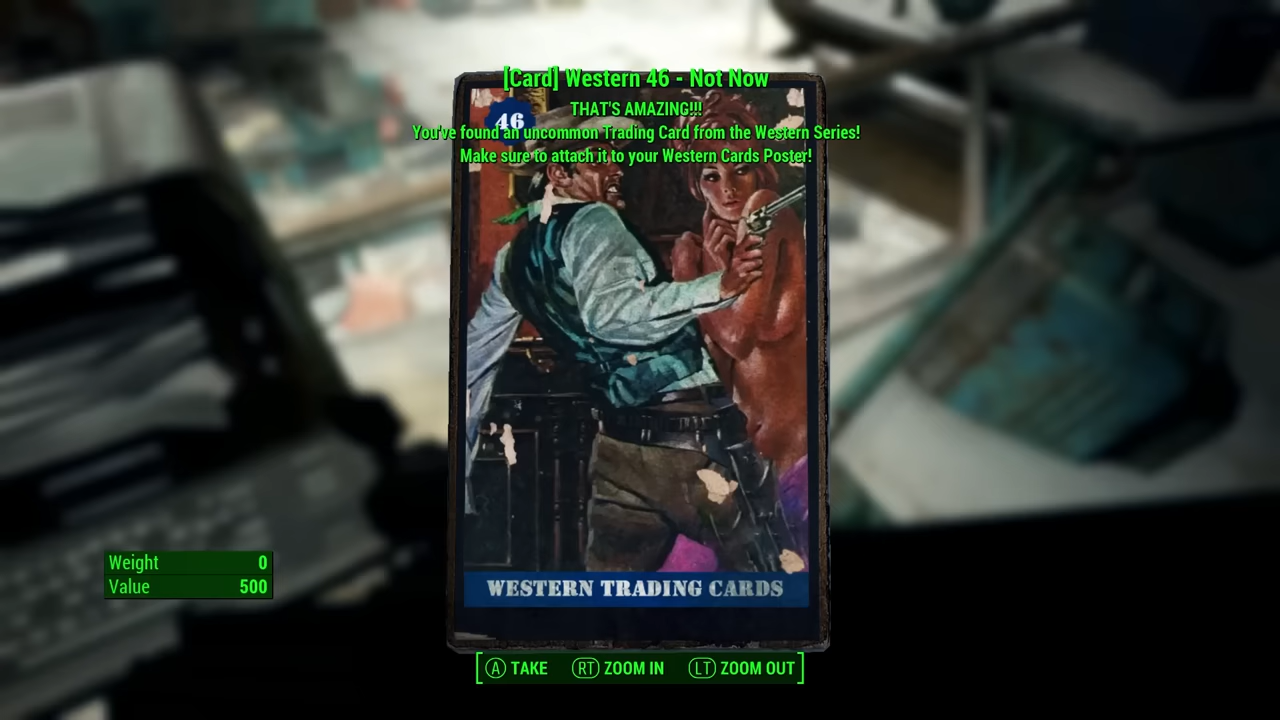 [Card] Western 46 - Not Now
THAT'S AMAZING!!!
46
You've found an uncommon Trading Card from the Western Series!
Make sure to attach it to your Western Cards Poster!
Weight 0
Value 500
WESTERN TRADING CARDS
A TAKE RT ZOOM IN LT ZOOM OUT